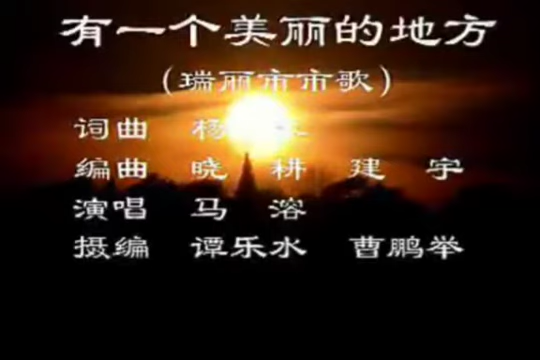 有一个美丽的地方
（瑞丽市市歌）
词曲 杨
编曲 晓耕 建宇
演唱 马溶
摄编 谭乐水 曹鹏举